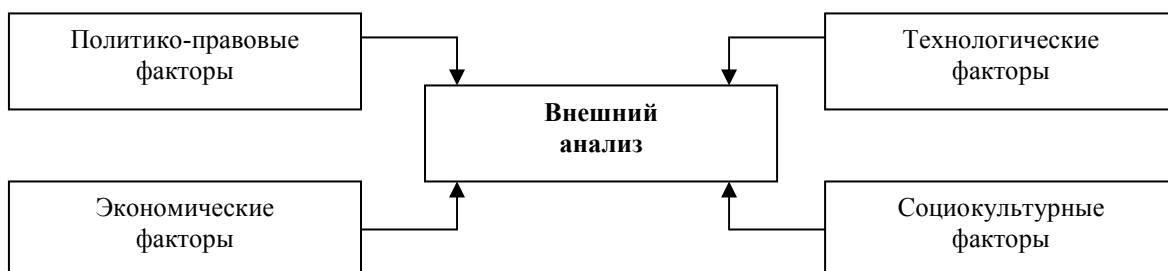 Политико-правовые
факторы
Технологические
факторы
Внешний
анализ
Экономические
факторы
Социокультурные
факторы